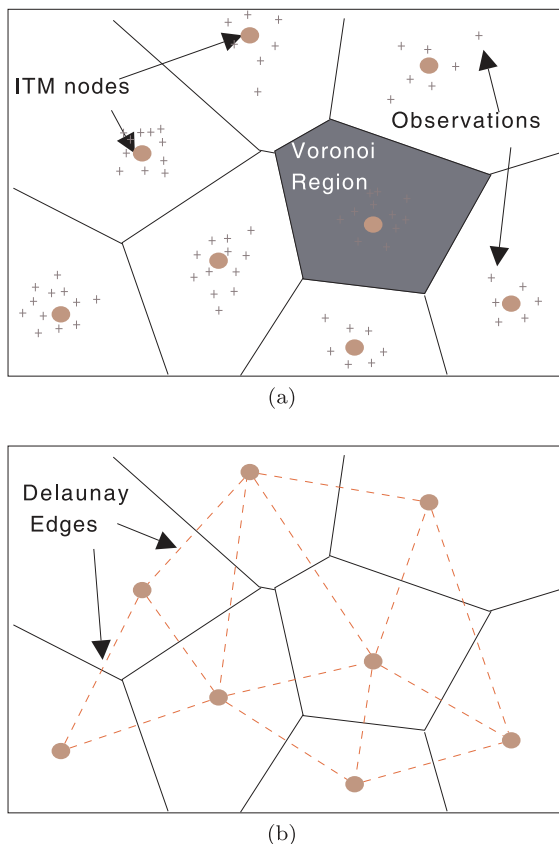 ITM nodes
Observations
Voronoi
Region
(a)
Delaunay
Edges
(b)